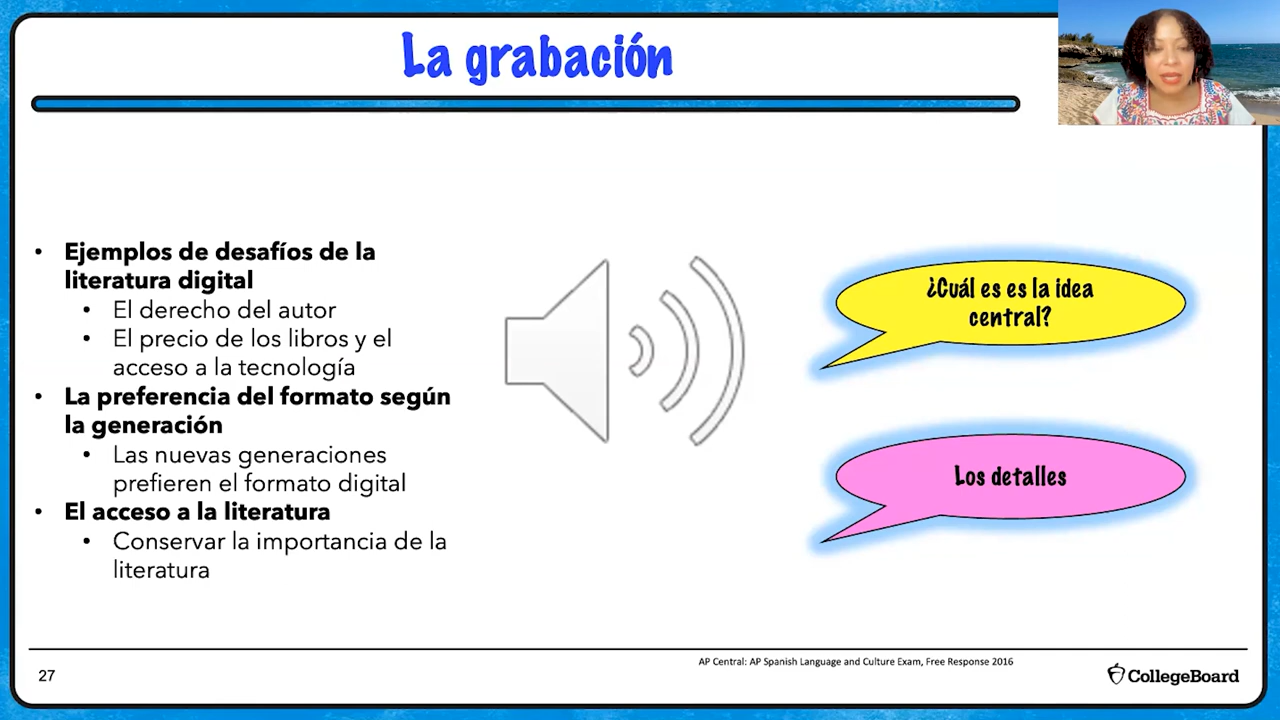 La grabación
Ejemplos de desafíos de la
literatura digital
El derecho del autor
El precio de los libros y el
acceso a la tecnología
La preferencia del formato según
la generación
Las nuevas generaciones
prefieren el formato digital
El acceso a la literatura
Conservar la importancia de la
literatura
¿Cuál es es la idea
central?
Los detalles
AP Central: AP Spanish Language and Culture Exam, Free Response 2016
27
CollegeBoard